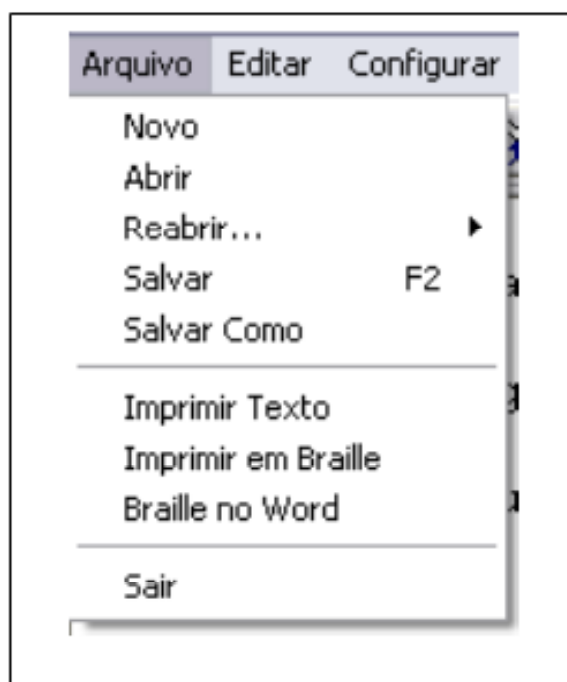 Arquivo Editar Configurar
Novo
Abrir
Reabrir...
Salvar F2
Salvar Como
Imprimir Texto
Imprimir em Braille
Braille no Word
Sair